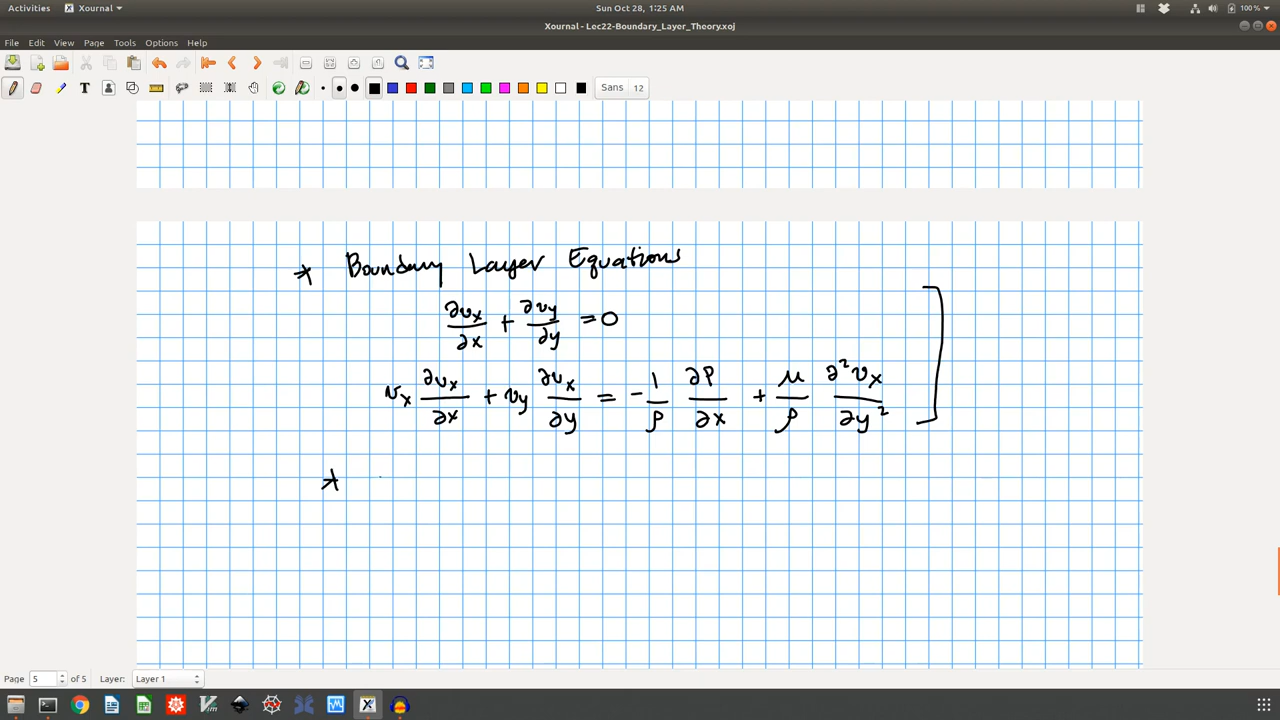 Activities Xournal Sun Oct 28, 1:25 AM 100 %
Xournal - Lec22-Boundary_Layer_Theory.xoj
File Edit View Page Tools Options Help
Sans 12
* Boundary Layer Equations
∂vx/∂x + ∂vy/∂y = 0
vx ∂vx/∂x + vy ∂vx/∂y = -1/ρ ∂P/∂x + μ/ρ ∂²vx/∂y² ]
*
Page 5 of 5 Layer: Layer 1